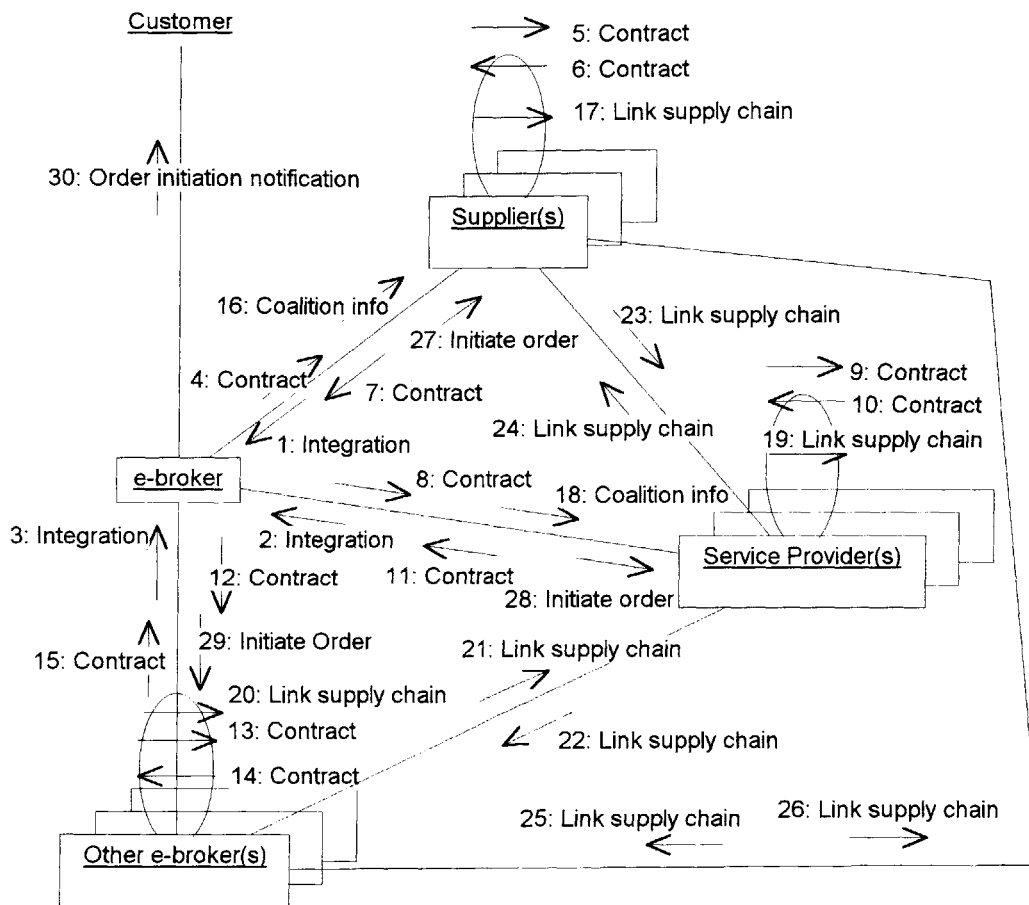 Customer
5: Contract
6: Contract
17: Link supply chain
30: Order initiation notification
Supplier(s)
16: Coalition info
23: Link supply chain
27: Initiate order
9: Contract
4: Contract
7: Contract
10: Contract
24: Link supply chain
19: Link supply chain
1: Integration
e-broker
8: Contract
18: Coalition info
3: Integration
2: Integration
Service Provider(s)
12: Contract
11: Contract
28: Initiate order
29: Initiate Order
21: Link supply chain
15: Contract
20: Link supply chain
13: Contract
22: Link supply chain
14: Contract
25: Link supply chain
26: Link supply chain
Other e-broker(s)